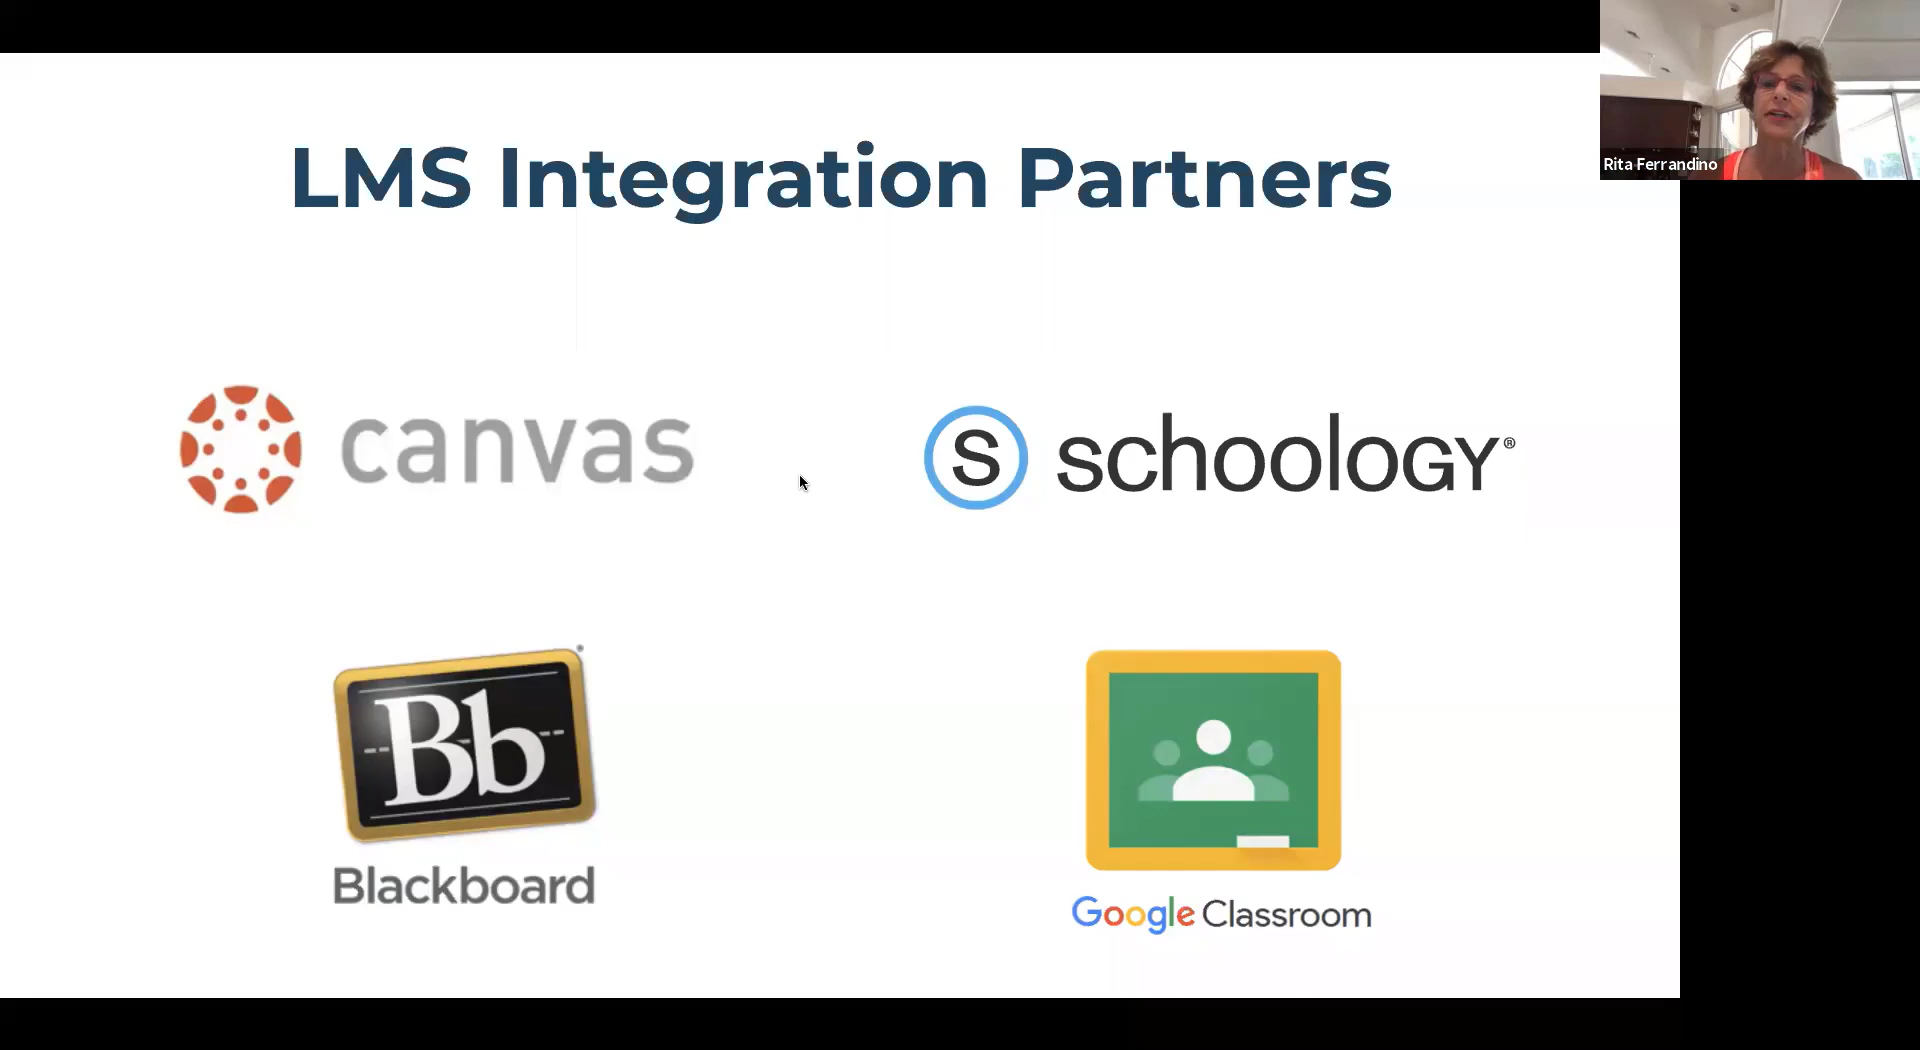 LMS Integration Partners
Rita Ferrandino
canvas
S schoology®
Bb
Blackboard
Google Classroom